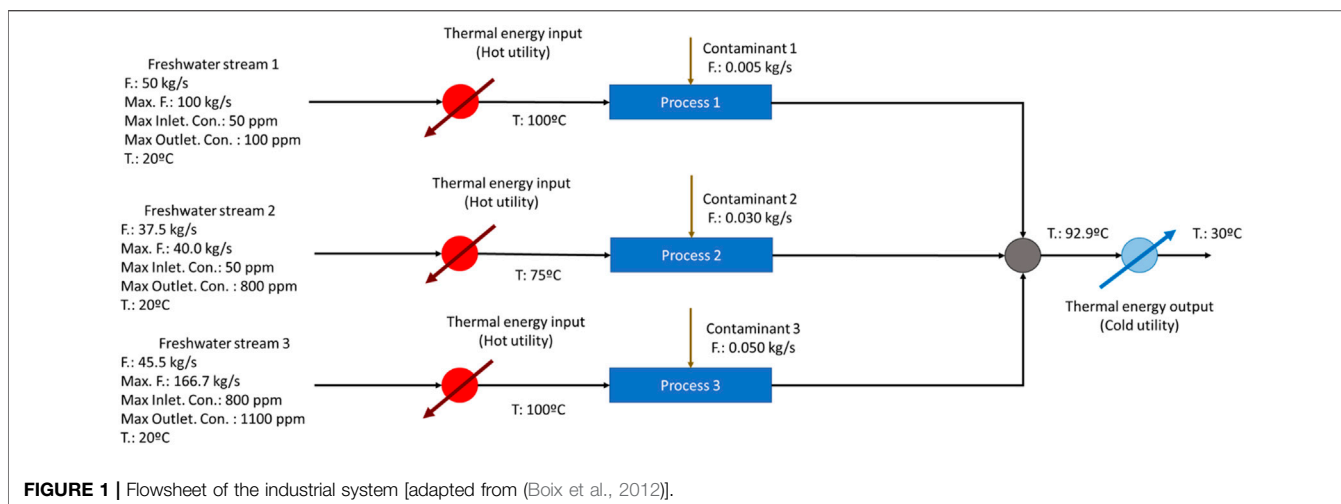 Thermal energy input
(Hot utility)
Contaminant 1
F.: 0.005 kg/s
Freshwater stream 1
F.: 50 kg/s
Max. F.: 100 kg/s
Max Inlet. Con.: 50 ppm
Max Outlet. Con. : 100 ppm
T.: 20ºC
T: 100ºC
Process 1
Thermal energy input
(Hot utility)
Contaminant 2
F.: 0.030 kg/s
Freshwater stream 2
F.: 37.5 kg/s
Max. F.: 40.0 kg/s
Max Inlet. Con.: 50 ppm
Max Outlet. Con.: 800 ppm
T.: 20ºC
T: 75ºC
Process 2
T.: 92.9ºC
T.: 30ºC
Thermal energy output
(Cold utility)
Thermal energy input
(Hot utility)
Contaminant 3
F.: 0.050 kg/s
Freshwater stream 3
F.: 45.5 kg/s
Max. F.: 166.7 kg/s
Max Inlet. Con.: 800 ppm
Max Outlet. Con. : 1100 ppm
T.: 20ºC
T: 100ºC
Process 3
FIGURE 1 | Flowsheet of the industrial system [adapted from (Boix et al., 2012)].